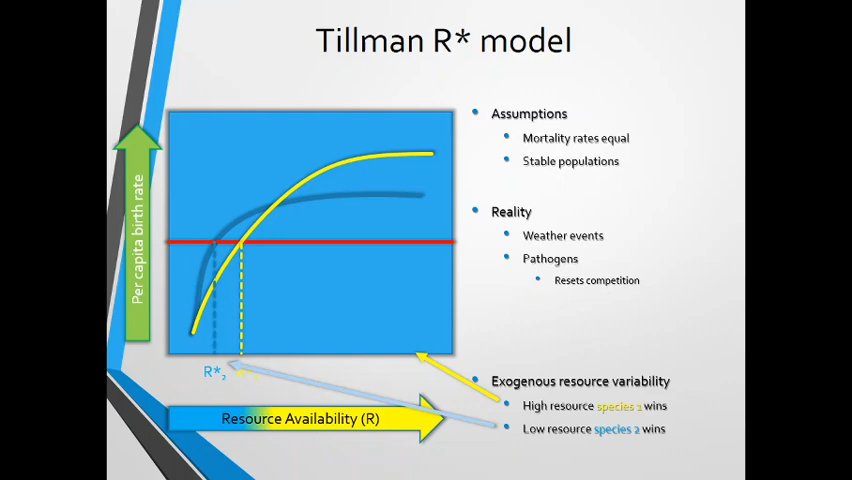 Tillman R* model
Per capita birth rate
R*2
Resource Availability (R)
• Assumptions
• Mortality rates equal
• Stable populations
• Reality
• Weather events
• Pathogens
• Resets competition
• Exogenous resource variability
• High resource species 1 wins
• Low resource species 2 wins